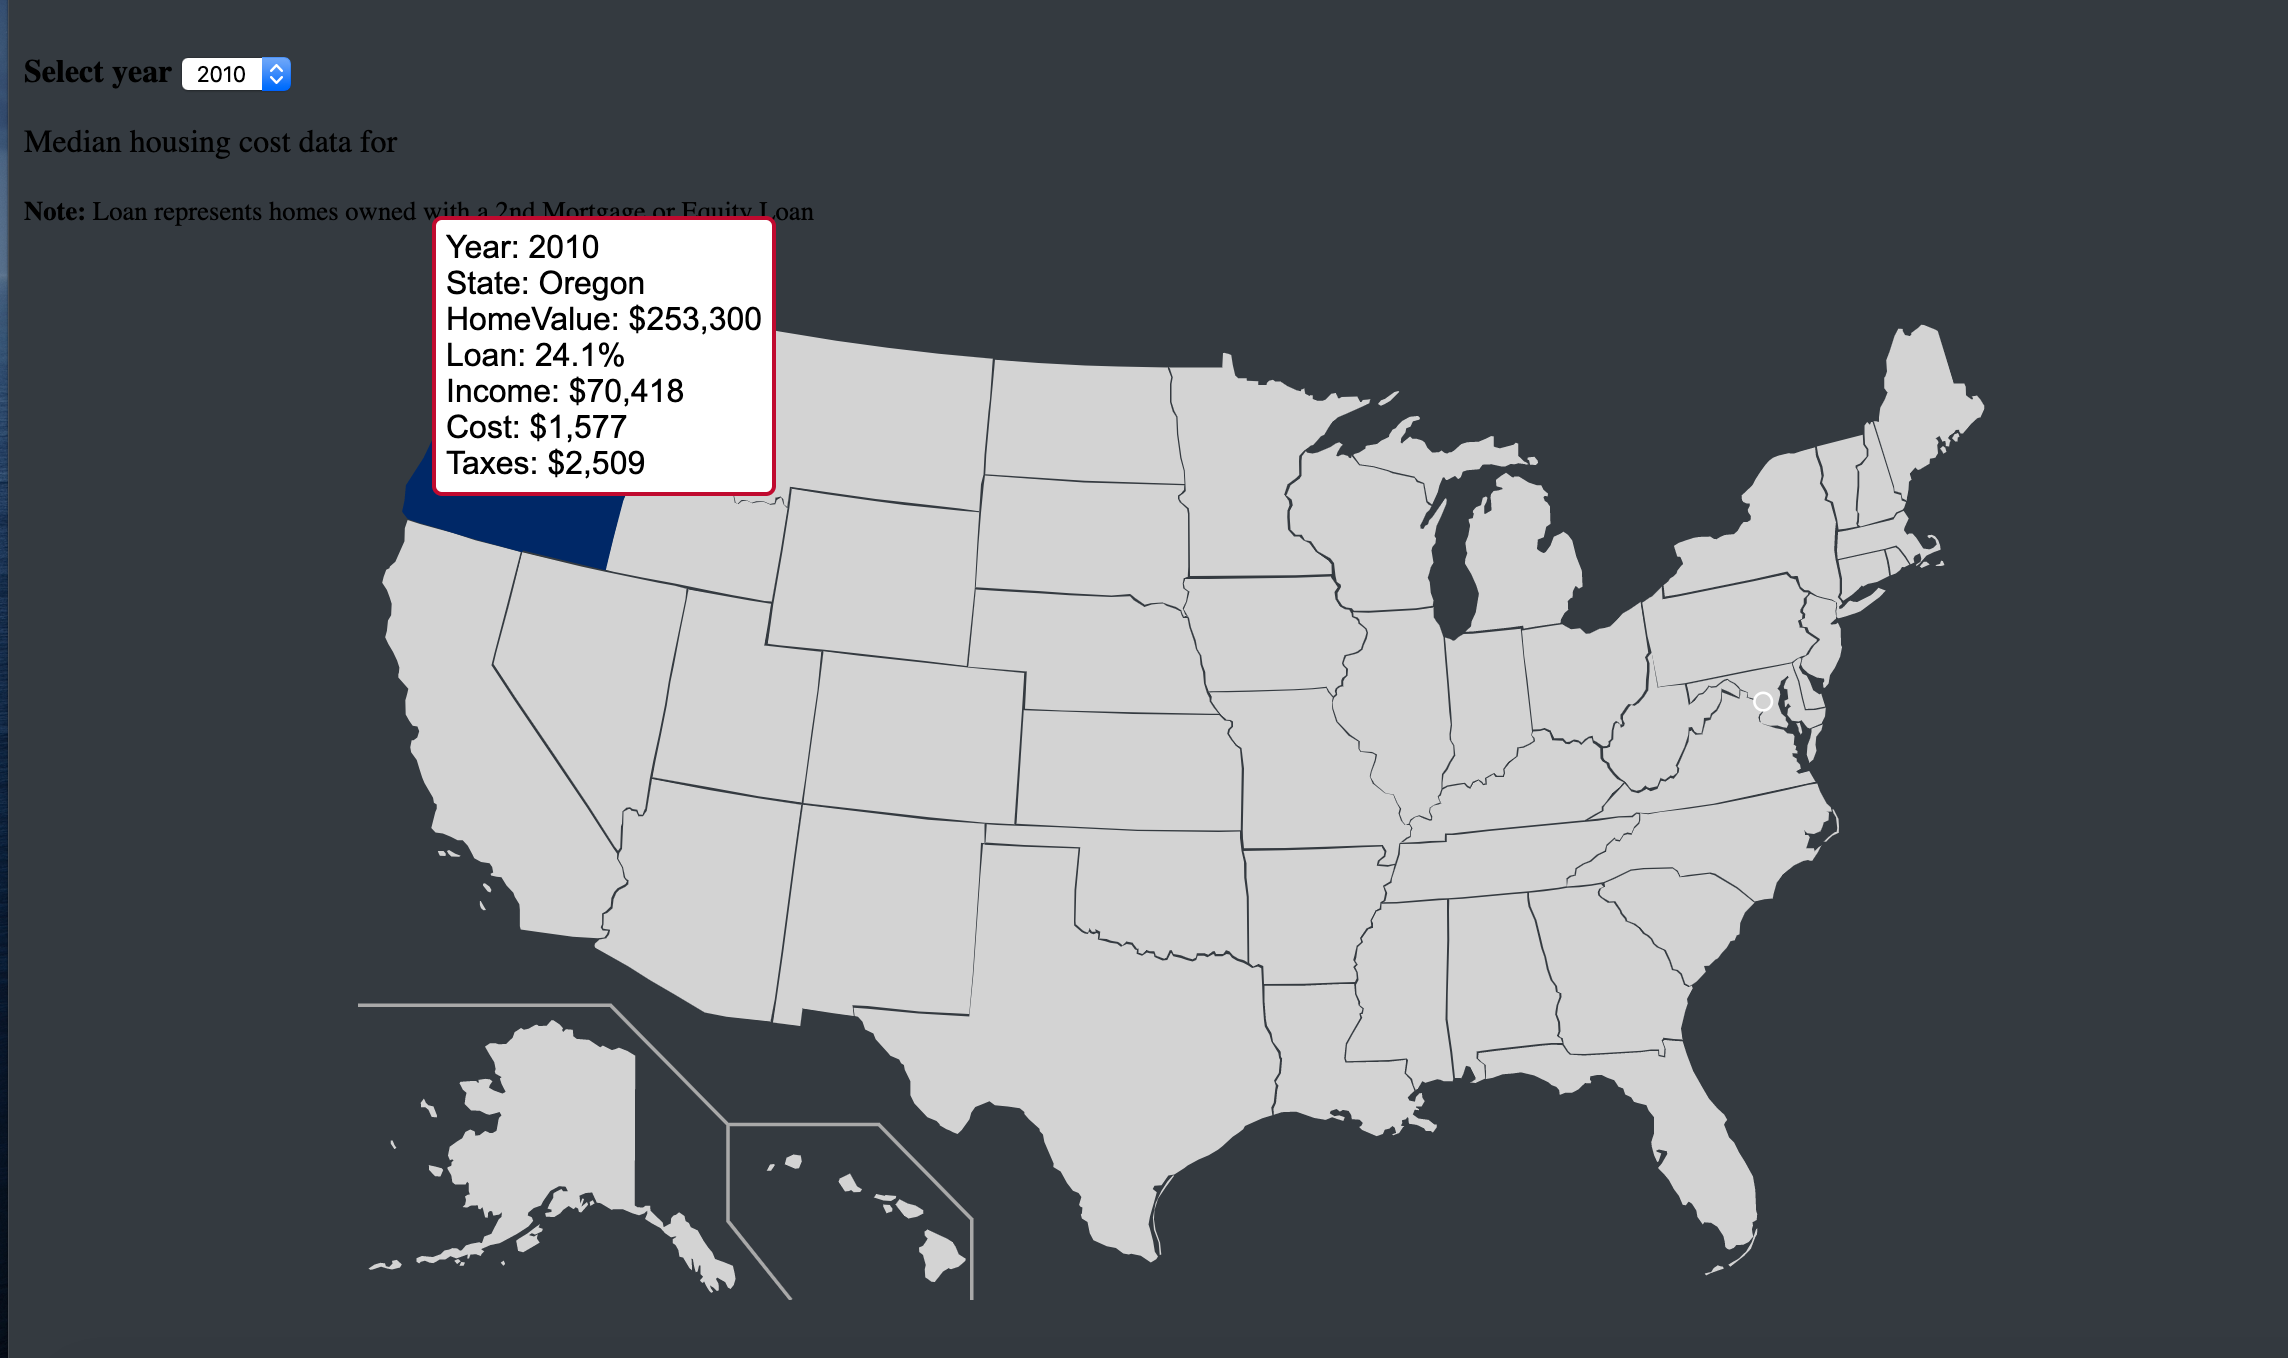 Select year 2010
Median housing cost data for
Note: Loan represents homes owned with a 2nd Mortgage or Equity Loan
Year: 2010
State: Oregon
HomeValue: $253,300
Loan: 24.1%
Income: $70,418
Cost: $1,577
Taxes: $2,509